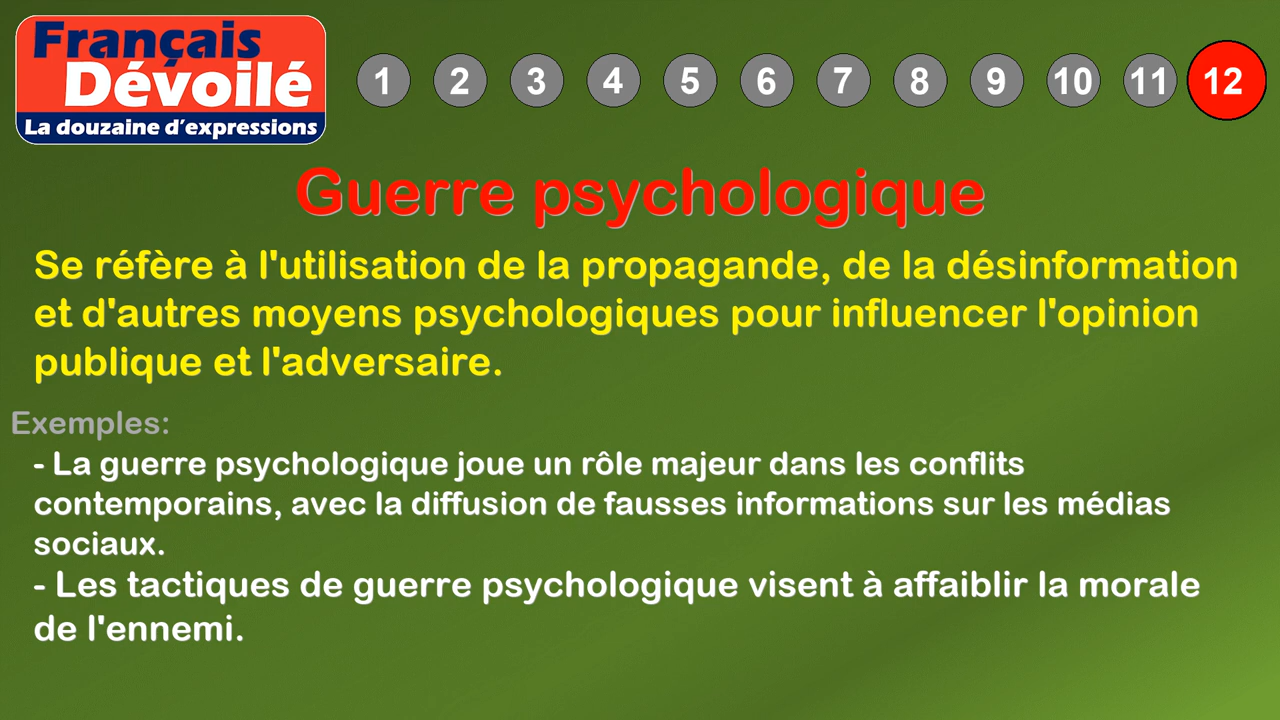 Français
Dévoilé
La douzaine d'expressions
1 2 3 4 5 6 7 8 9 10 11 12
Guerre psychologique
Se réfère à l'utilisation de la propagande, de la désinformation
et d'autres moyens psychologiques pour influencer l'opinion
publique et l'adversaire.
Exemples:
- La guerre psychologique joue un rôle majeur dans les conflits
contemporains, avec la diffusion de fausses informations sur les médias
sociaux.
- Les tactiques de guerre psychologique visent à affaiblir la morale
de l'ennemi.